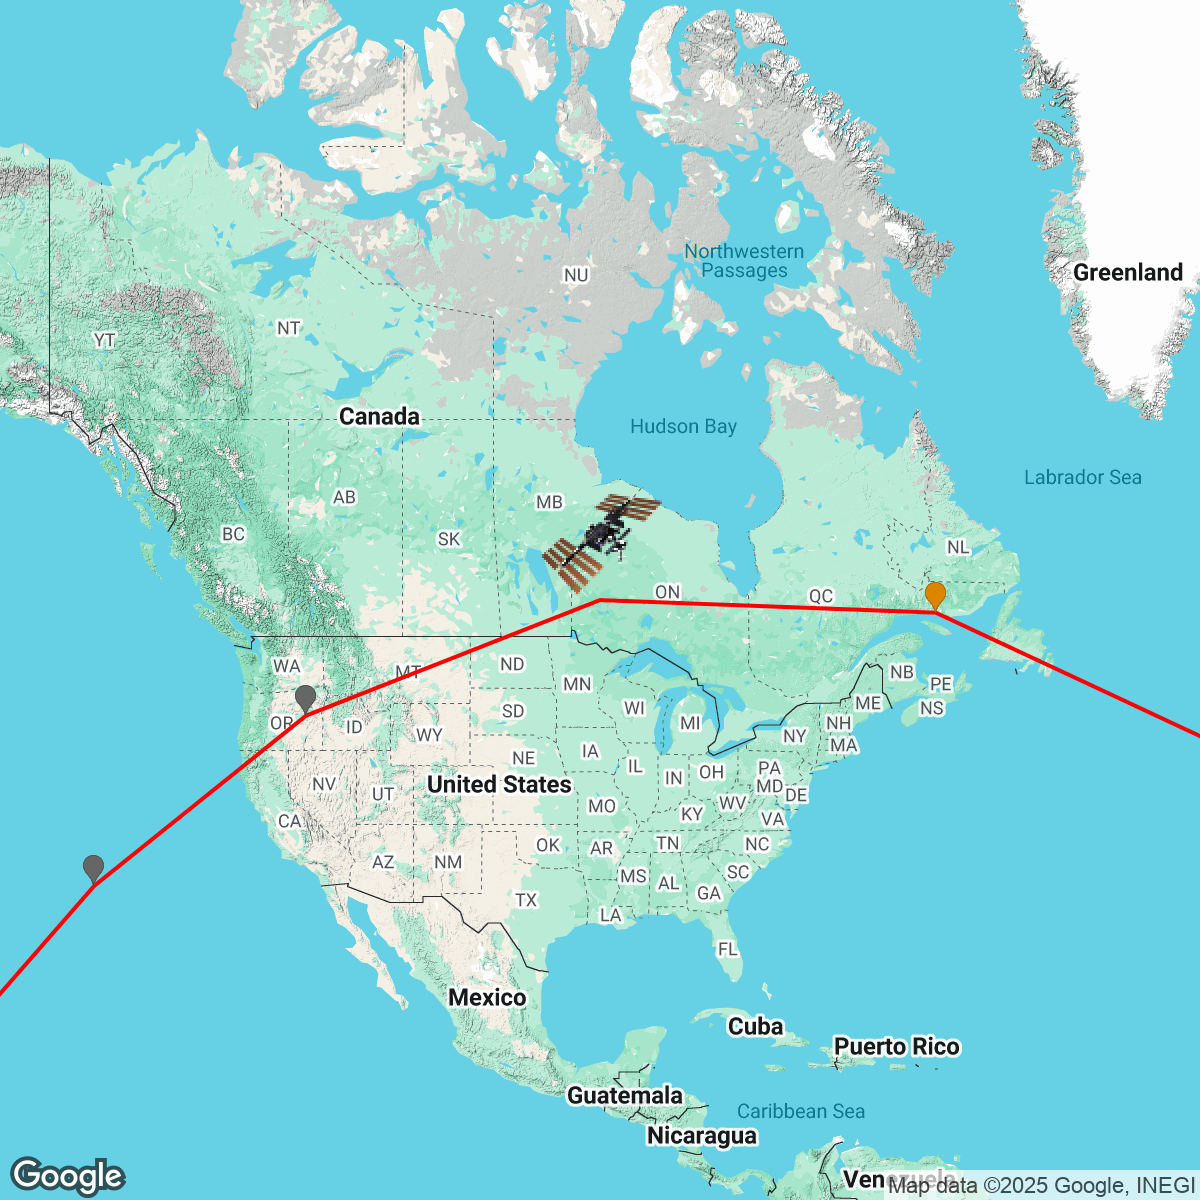 Northwestern
Passages
Greenland
NU
NT
YT
Canada
Hudson Bay
Labrador Sea
AB
MB
BC
SK
NL
ON
QC
WA
MT
ND
NB
PE
MN
ME
NS
OR
ID
SD
WI
MI
NH
WY
NY
MA
NE
IA
IL
IN
OH
PA
NV
UT
United States
MD
DE
MO
KY
WV
CA
VA
OK
AR
TN
NC
AZ
NM
MS
AL
SC
GA
TX
LA
FL
Mexico
Cuba
Puerto Rico
Guatemala
Caribbean Sea
Nicaragua
Venezuela
Google
Map data ©2025 Google, INEGI